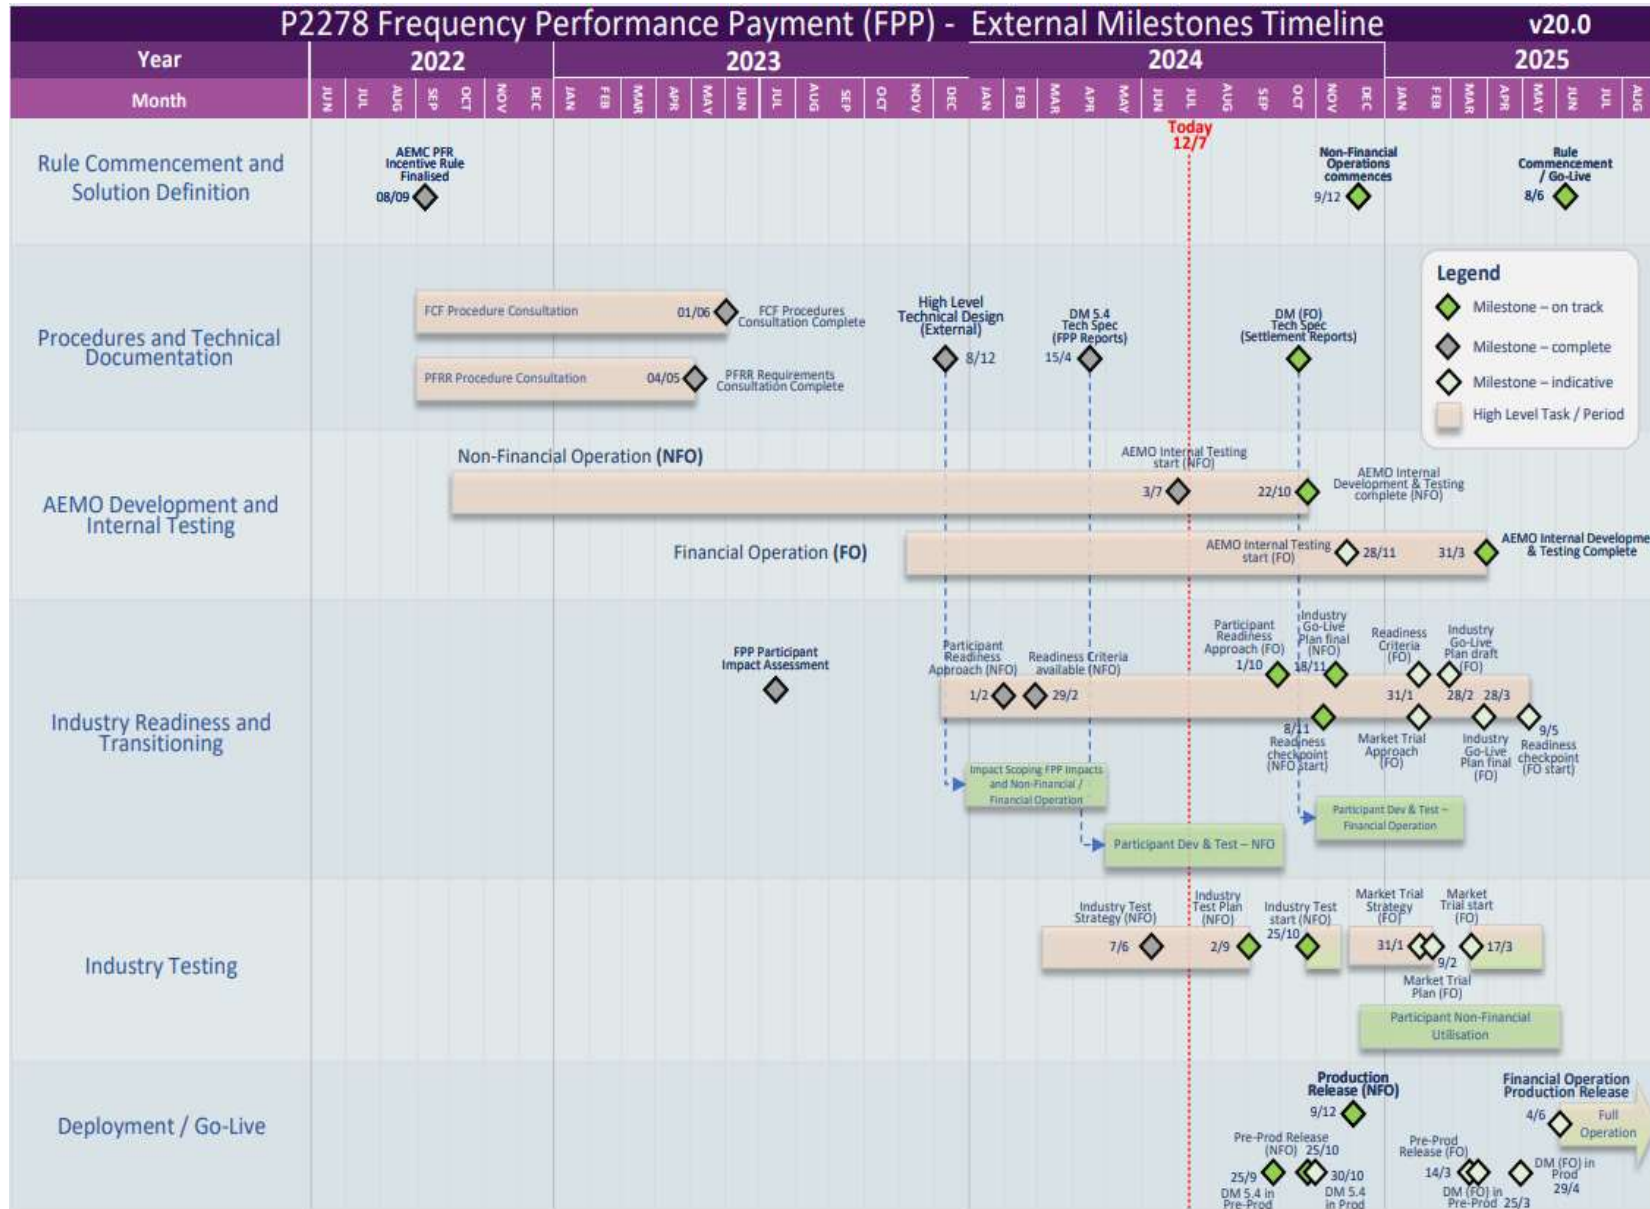 P2278 Frequency Performance Payment (FPP) - External Milestones Timeline v20.0
Year 2022 2023 2024 2025
Month JUN JUL AUG SEP OCT NOV DEC JAN FEB MAR APR MAY JUN JUL AUG SEP OCT NOV DEC JAN FEB MAR APR MAY JUN JUL AUG SEP OCT NOV DEC JAN FEB MAR APR MAY JUN JUL AUG
Today
12/7
Rule Commencement and
Solution Definition
AEMC PFR
Incentive Rule
Finalised
08/09
Non-Financial
Operations
commences
9/12
Rule
Commencement
/ Go-Live
8/6
Legend
Milestone – on track
Milestone – complete
Milestone – indicative
High Level Task / Period
Procedures and Technical
Documentation
FCF Procedure Consultation
01/06
FCF Procedures
Consultation Complete
PFRR Procedure Consultation
04/05
PFRR Requirements
Consultation Complete
High Level
Technical Design
(External)
8/12
DM 5.4
Tech Spec
(FPP Reports)
15/4
DM (FO)
Tech Spec
(Settlement Reports)
AEMO Development and
Internal Testing
Non-Financial Operation (NFO)
AEMO Internal Testing
start (NFO)
3/7
22/10
AEMO Internal
Development & Testing
complete (NFO)
Financial Operation (FO)
AEMO Internal Testing
start (FO)
28/11
31/3
AEMO Internal Developme
& Testing Complete
Industry Readiness and
Transitioning
FPP Participant
Impact Assessment
Participant
Readiness
Approach (NFO)
1/2
Readiness Criteria
available (NFO)
29/2
Participant
Readiness
Approach (FO)
1/10
Industry
Go-Live
Plan final
(NFO)
18/11
Readiness
Criteria
(FO)
31/1
Industry
Go-Live
Plan draft
(FO)
28/2
28/3
8/11
Readiness
checkpoint
(NFO start)
Market Trial
Approach
(FO)
Industry
Go-Live
Plan final
(FO)
9/5
Readiness
checkpoint
(FO start)
Impact Scoping FPP Impacts
and Non-Financial /
Financial Operation
Participant Dev & Test –
Financial Operation
Participant Dev & Test – NFO
Industry Testing
Industry Test
Strategy (NFO)
7/6
Industry
Test Plan
(NFO)
2/9
Industry Test
start (NFO)
25/10
Market Trial
Strategy
(FO)
31/1
9/2
Market Trial
Plan (FO)
Market
Trial start
(FO)
17/3
Participant Non-Financial
Utilisation
Deployment / Go-Live
Production
Release (NFO)
9/12
Financial Operation
Production Release
4/6
Full
Operation
Pre-Prod Release
(NFO) 25/10
25/9
DM 5.4 in
Pre-Prod
30/10
DM 5.4
in Prod
Pre-Prod
Release (FO)
14/3
DM (FO) in
Pre-Prod 25/3
DM (FO) in
Prod
29/4